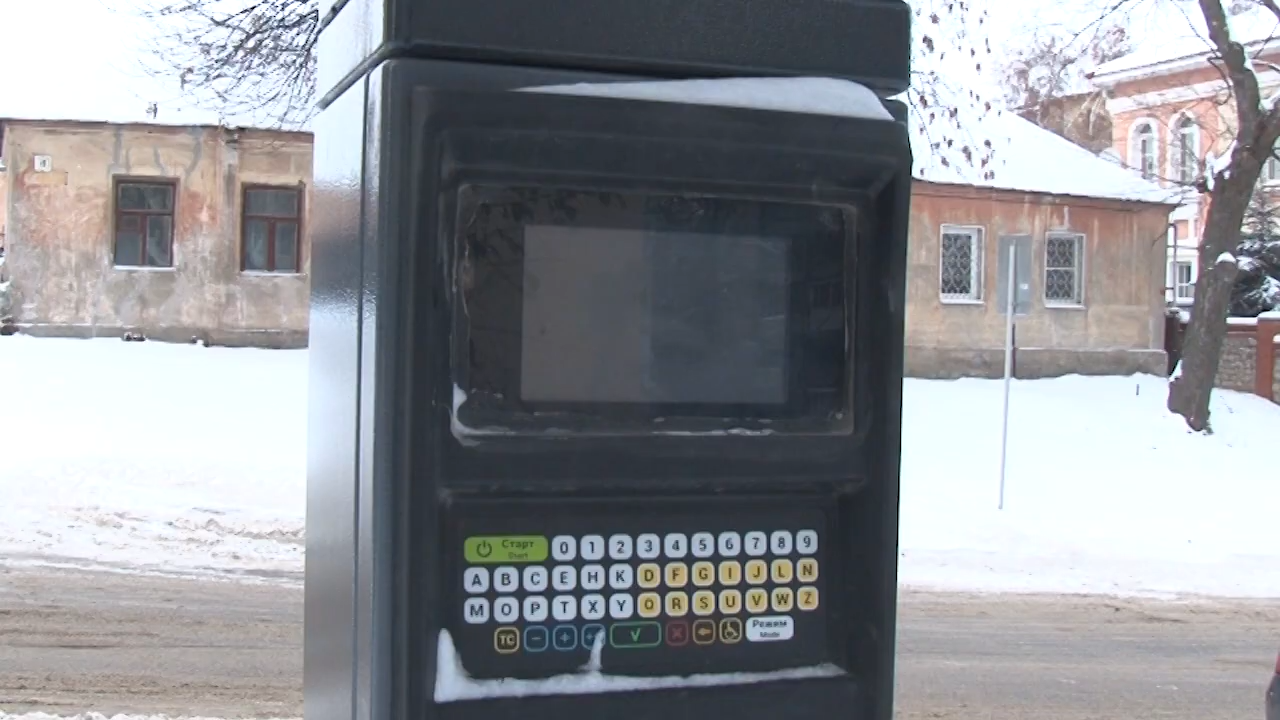 Старт 0 1 2 3 4 5 6 7 8 9
Start
A B C E H K D F G I J L N
M O P T X Y Q R S U V W Z
TC − + √ X Режим
Mode